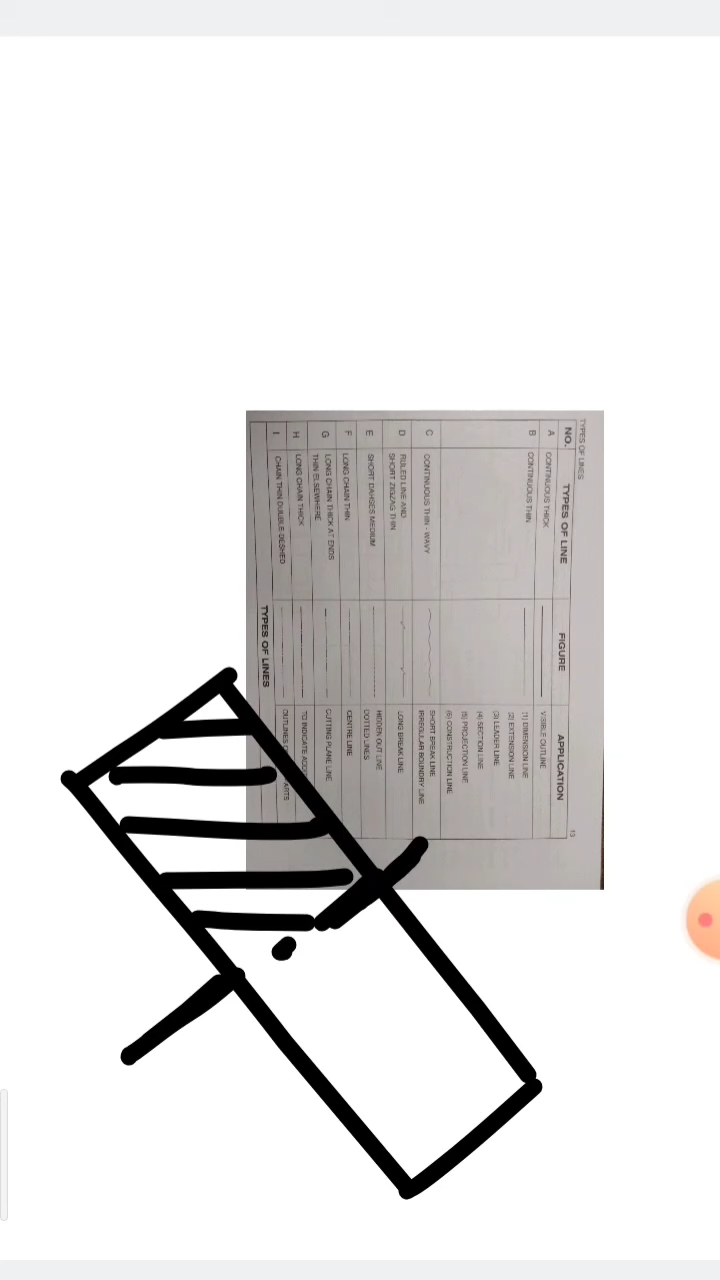 TYPES OF LINES
13
NO. TYPES OF LINE FIGURE APPLICATION
A CONTINUOUS THICK VISIBLE OUTLINE
B CONTINUOUS THIN (1) DIMENSION LINE
(2) EXTENSION LINE
(3) LEADER LINE
(4) SECTION LINE
(5) PROJECTION LINE
(6) CONSTRUCTION LINE
C CONTINUOUS THIN - WAVY SHORT BREAK LINE
IRREGULAR BOUNDRY LINE
D RULED LINE AND LONG BREAK LINE
SHORT ZIGZAG THIN
E SHORT DAHSES MEDIUM HIDDEN OUT LINE
DOTTED LINES
F LONG CHAIN THIN CENTRE LINE
G LONG CHAIN THICK AT ENDS CUTTING PLANE LINE
THIN ELSEWHERE
H LONG CHAIN THICK TO INDICATE
I CHAIN THIN DOUBLE DESHED OUTLINES
TYPES OF LINES